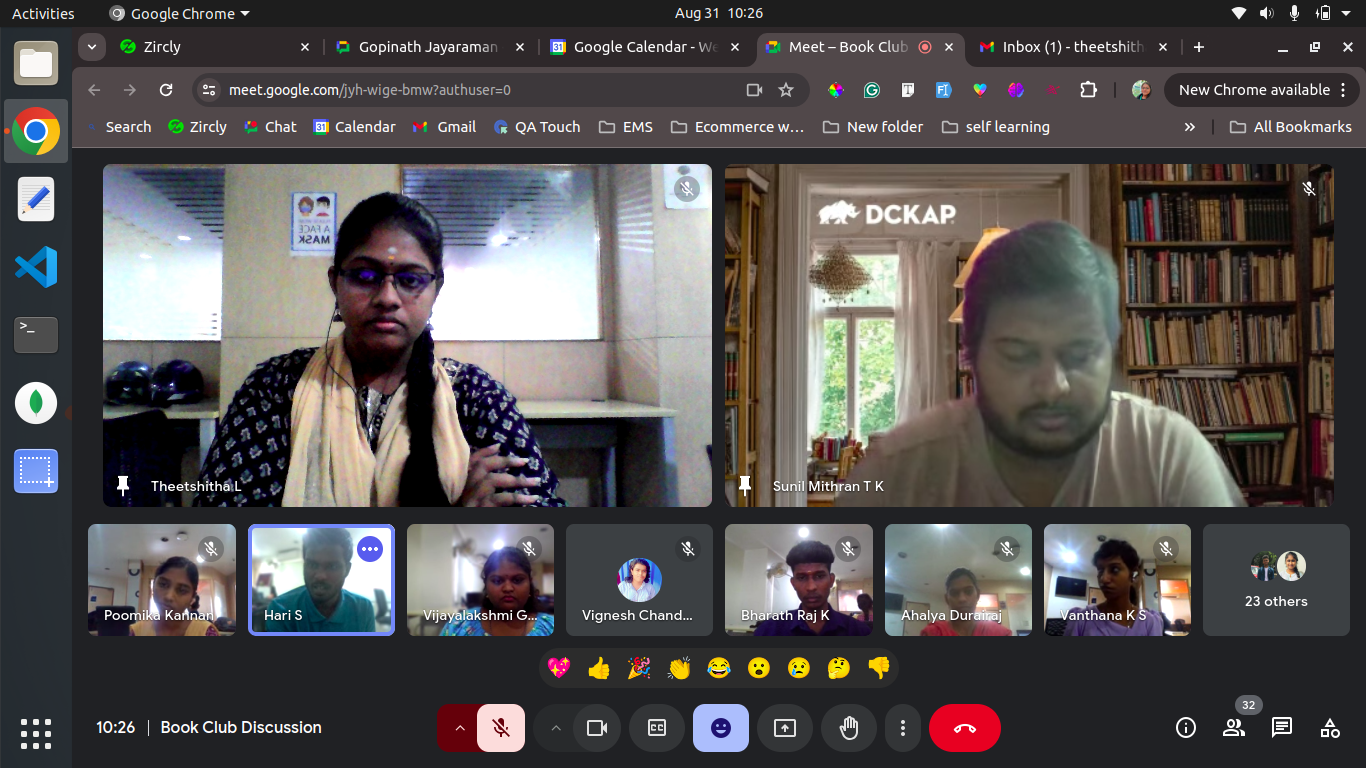 Activities
Google Chrome
Aug 31 10:26
Zircly
Gopinath Jayaraman
Google Calendar - We
Meet – Book Club
Inbox (1) - theetshith
meet.google.com/jyh-wige-bmw?authuser=0
New Chrome available
Search
Zircly
Chat
31
Calendar
Gmail
QA Touch
EMS
Ecommerce w...
New folder
self learning
»
All Bookmarks
A FACE
MASK
DCKAP
Theetshitha L
Sunil Mithran T K
Poomika Kannan
Hari S
Vijayalakshmi G...
Vignesh Chand...
Bharath Raj K
Ahalya Durairaj
Vanthana K S
23 others
10:26
Book Club Discussion
CC
32